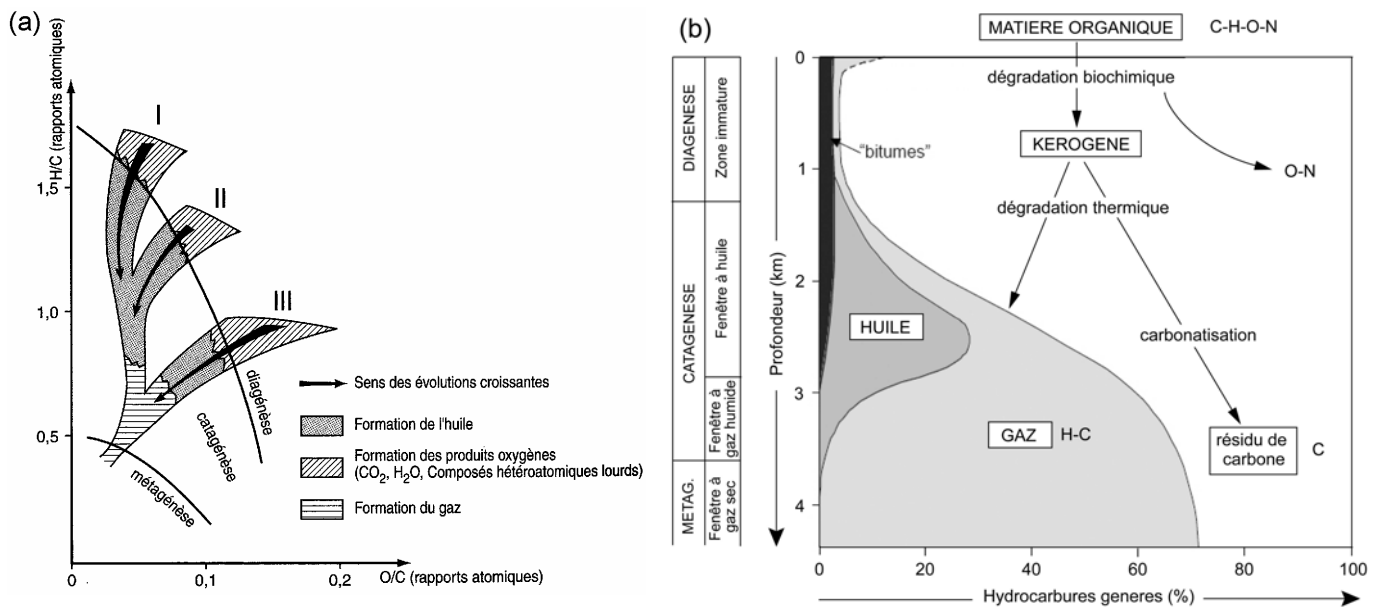 (a)
H/C (rapports atomiques)
1,5
1,0
0,5
0
0,1
0,2
O/C (rapports atomiques)
I
II
III
diagénèse
catagénèse
métagénèse
Sens des évolutions croissantes
Formation de l'huile
Formation des produits oxygènes
(CO2, H2O, Composés hétéroatomiques lourds)
Formation du gaz
(b)
MATIERE ORGANIQUE
C-H-O-N
dégradation biochimique
KEROGENE
"bitumes"
O-N
dégradation thermique
carbonatisation
HUILE
GAZ
H-C
résidu de
carbone
C
DIAGENESE
Zone immature
CATAGENESE
Fenêtre à huile
Fenêtre à
gaz humide
METAG.
Fenêtre à
gaz sec
Profondeur (km)
0
1
2
3
4
0
20
40
60
80
100
Hydrocarbures generes (%)